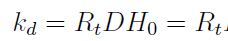 k_d = R_t D H_0 = R_t